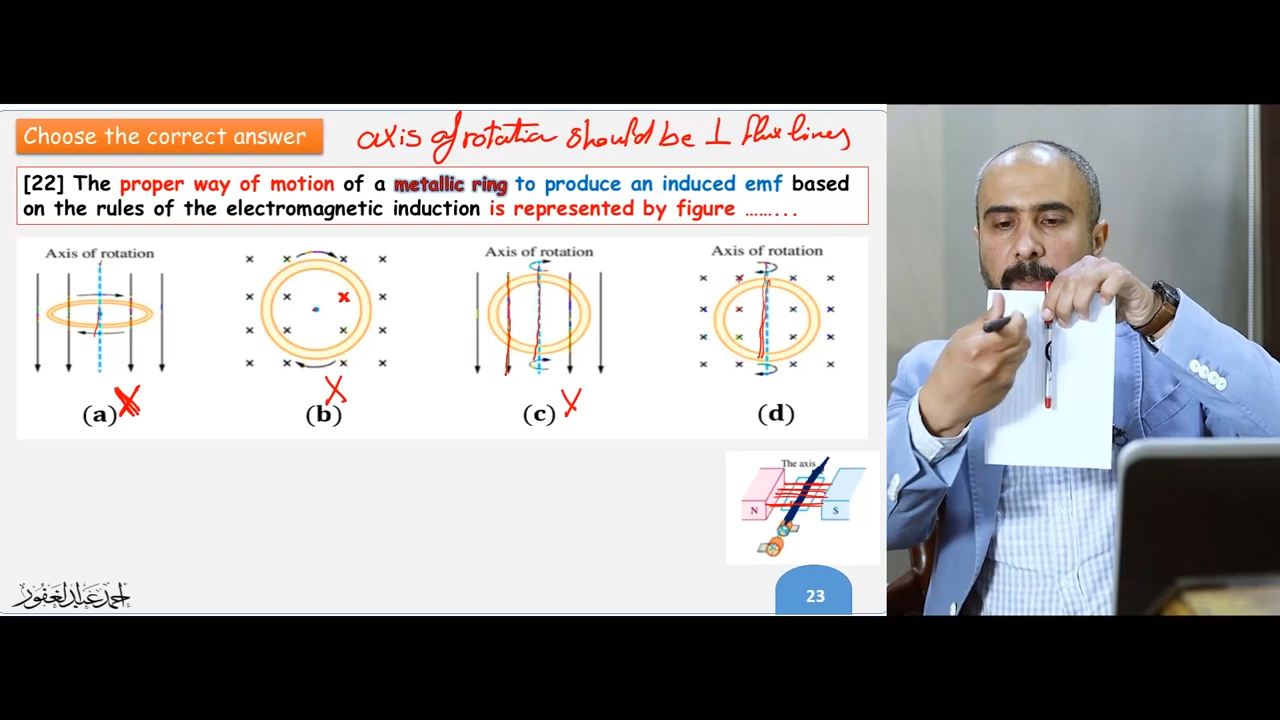 Choose the correct answer
axis of rotation should be ⊥ flux lines
[22] The proper way of motion of a metallic ring to produce an induced emf based
on the rules of the electromagnetic induction is represented by figure ……...
Axis of rotation
Axis of rotation
Axis of rotation
(a)
(b)
(c)
(d)
The axis
N
S
احمد عبد الغفور
23